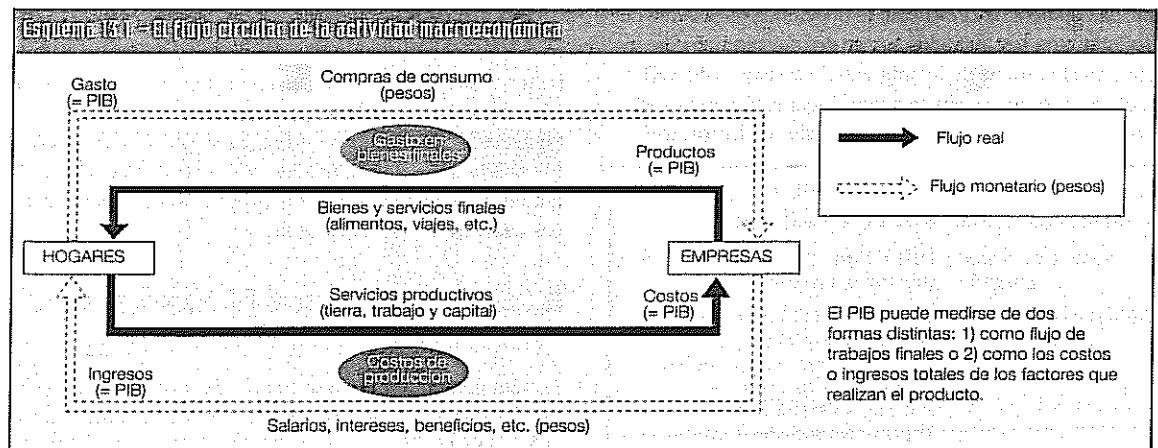 Esquema 13.1 – El flujo circular de la actividad macroeconómica
Gasto
(= PIB)
Compras de consumo
(pesos)
Gasto en
bienes finales
Productos
(= PIB)
Flujo real
Flujo monetario (pesos)
Bienes y servicios finales
(alimentos, viajes, etc.)
HOGARES
EMPRESAS
Servicios productivos
(tierra, trabajo y capital)
Costos
(= PIB)
El PIB puede medirse de dos
formas distintas: 1) como flujo de
trabajos finales o 2) como los costos
o ingresos totales de los factores que
realizan el producto.
Costos de
producción
Ingresos
(= PIB)
Salarios, intereses, beneficios, etc. (pesos)